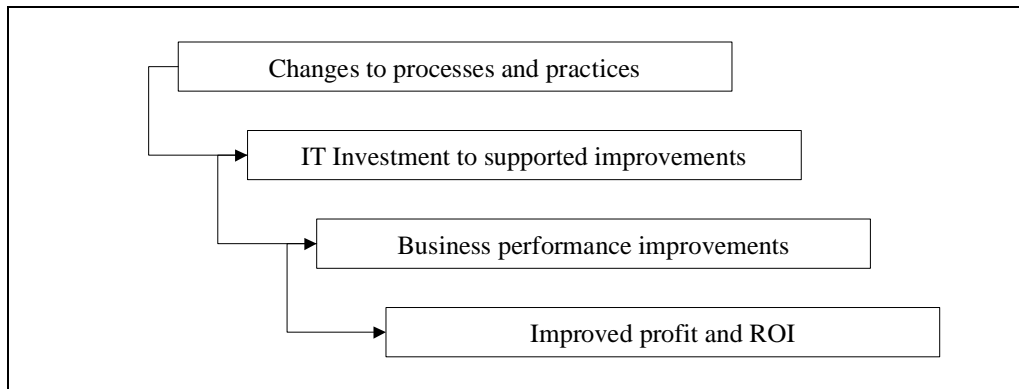 Changes to processes and practices
IT Investment to supported improvements
Business performance improvements
Improved profit and ROI